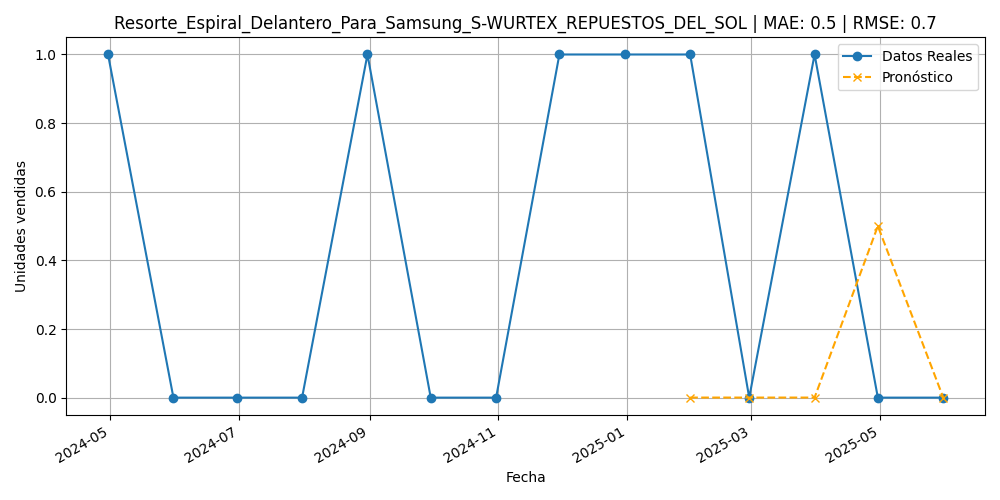 Resorte_Espiral_Delantero_Para_Samsung_S-WURTEX_REPUESTOS_DEL_SOL | MAE: 0.5 | RMSE: 0.7
Datos Reales
Pronóstico
Unidades vendidas
1.0
0.8
0.6
0.4
0.2
0.0
2024-05
2024-07
2024-09
2024-11
2025-01
2025-03
2025-05
Fecha